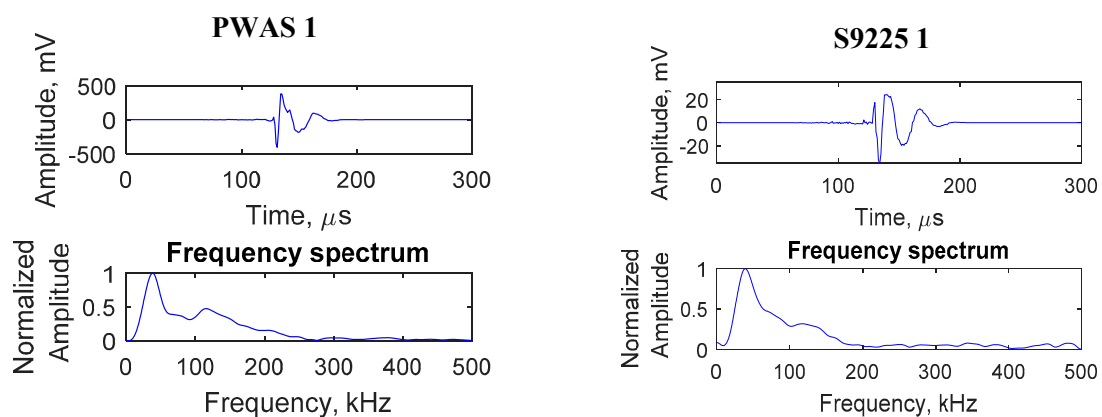 PWAS 1
Amplitude, mV
500
0
-500
0
100
200
300
Time, μs
Frequency spectrum
Normalized
Amplitude
1
0.5
0
0
100
200
300
400
500
Frequency, kHz
S9225 1
Amplitude, mV
20
0
-20
0
100
200
300
Time, μs
Frequency spectrum
Normalized
Amplitude
1
0.5
0
0
100
200
300
400
500
Frequency, kHz